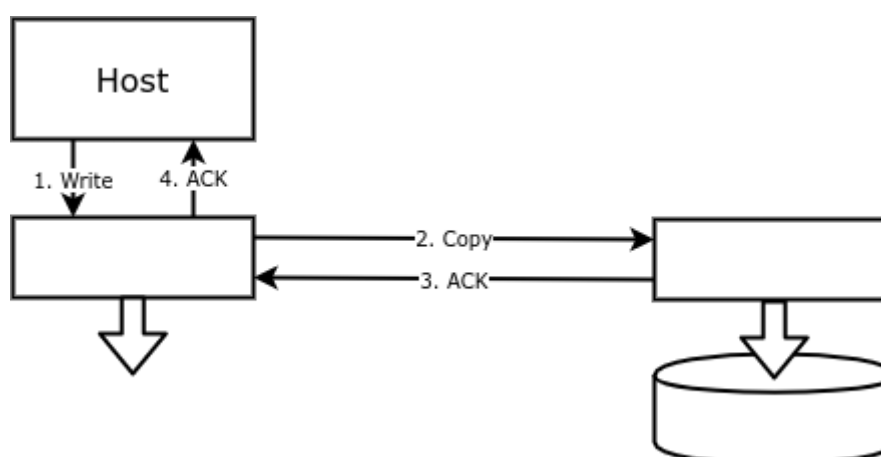 Host
1. Write
4. ACK
2. Copy
3. ACK